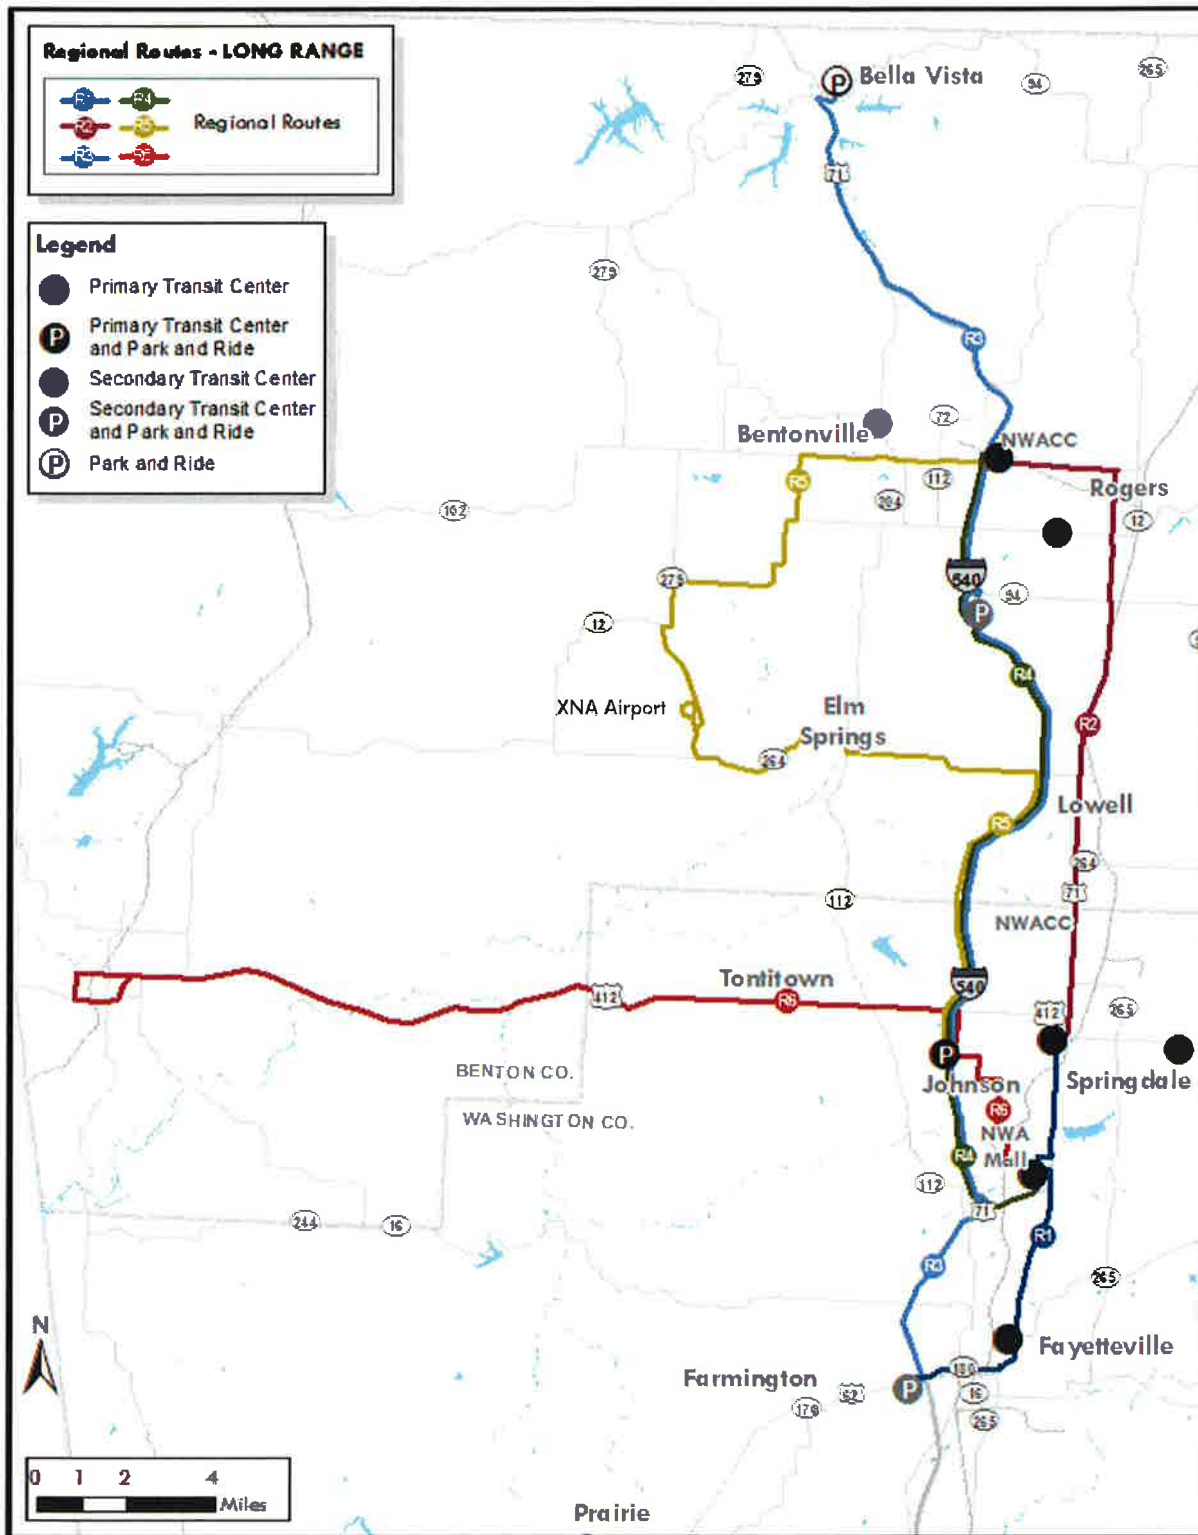 Regional Routes - LONG RANGE
R1 R4
R2 R5
Regional Routes
R3 R6
Legend
Primary Transit Center
P
Primary Transit Center
and Park and Ride
Secondary Transit Center
P
Secondary Transit Center
and Park and Ride
P
Park and Ride
279
P
Bella Vista
94
265
71
279
R3
72
Bentonville
NWACC
R5
112
Rogers
102
264
12
279
540
94
P
12
R4
XNA Airport
Elm
Springs
R2
264
Lowell
R5
264
71
112
NWACC
Tontitown
540
412
R6
412
265
P
BENTON CO.
Johnson
Springdale
R6
WASHINGTON CO.
NWA
Mall
R4
112
71
244
16
R1
R3
265
N
Fayetteville
180
Farmington
62
P
16
170
265
0 1 2 4
Miles
Prairie